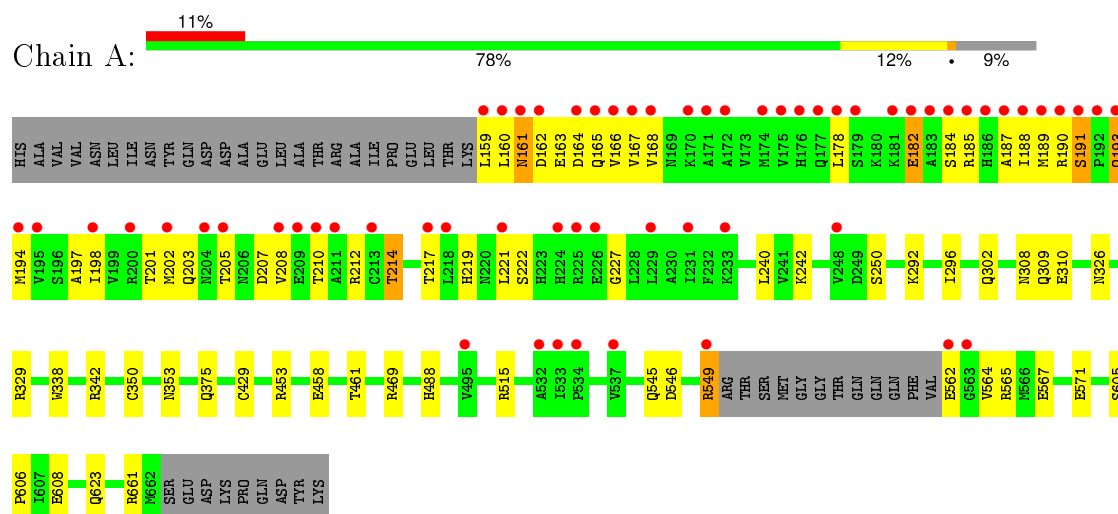 11%
Chain A:
78% 12% • 9%
HIS ALA VAL VAL ASN LEU ILE ASN TYR GLN ASP ASP ALA GLU LEU ALA THR ARG ALA ILE PRO GLU LEU THR LYS L159 L160 N161 D162 E163 D164 Q165 V166 V167 V168 N169 K170 A171 A172 V173 M174 V175 H176 Q177 L178 S179 K180 K181 E182 A183 S184 R185 H186 A187 I188 M189 R190 S191 P192 Q193
M194 V195 S196 A197 I198 V199 R200 T201 M202 Q203 N204 T205 N206 D207 V208 E209 T210 A211 R212 C213 T214 T217 L218 H219 N220 L221 S222 H223 H224 R225 E226 G227 L228 L229 A230 I231 F232 K233 L240 V241 K242 V248 D249 S250 K292 I296 Q302 N308 Q309 E310 N326
R329 W338 R342 C350 N353 Q375 C429 R453 E458 T461 R469 H488 V495 R515 A532 I533 P534 V537 Q545 D546 R549 ARG THR SER MET GLY GLY THR GLN GLN GLN PHE VAL E562 G563 V564 R565 M566 E567 E571 S605
P606 I607 E608 Q623 R661 M662 SER GLU ASP LYS PRO GLN ASP TYR LYS